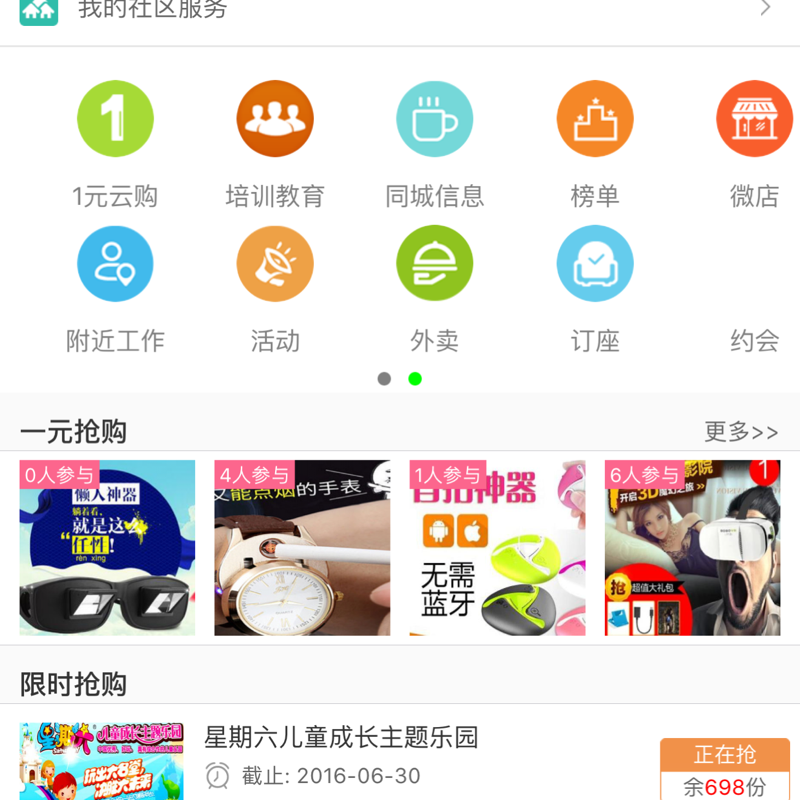 我的社区服务
1元云购
培训教育
同城信息
榜单
微店
附近工作
活动
外卖
订座
约会
一元抢购
更多>>
0人参与
懒人神器
躺着看,
就是这么
“任性!
rèn xìng
4人参与
又能点烟的手表
1人参与
自拍神器
无需
蓝牙
6人参与
影院
开启3D魔幻之旅
1
抢
超值大礼包
限时抢购
星期六
儿童成长主题乐园
玩出大名堂,
决胜大未来
星期六儿童成长主题乐园
截止: 2016-06-30
正在抢
余698份